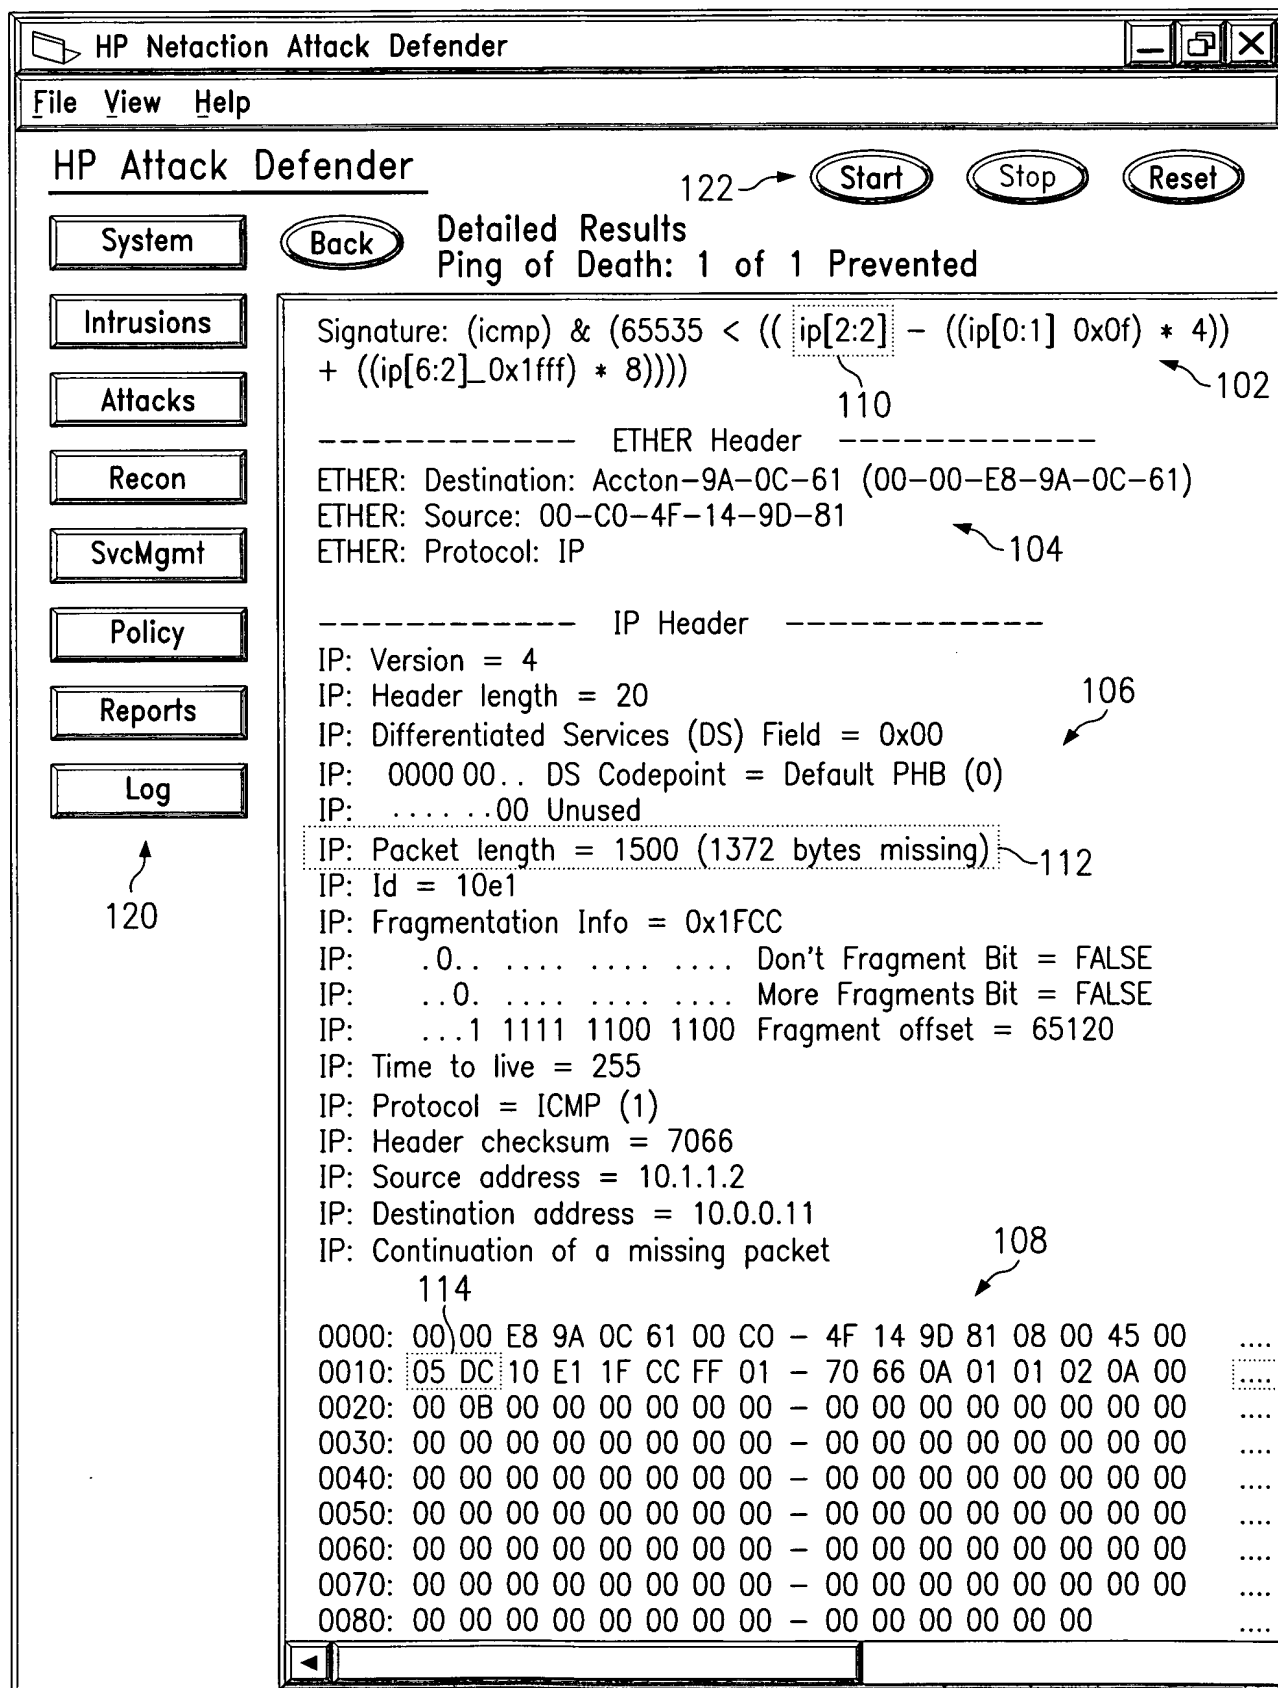 HP Netaction Attack Defender
File View Help
HP Attack Defender
122
Start Stop Reset
System
Back
Detailed Results
Ping of Death: 1 of 1 Prevented
Intrusions
Attacks
Recon
SvcMgmt
Policy
Reports
Log
120
Signature: (icmp) & (65535 < (( ip[2:2] – ((ip[0:1] 0x0f) * 4))
+ ((ip[6:2]_0x1fff) * 8))))
102
110
------------ ETHER Header ------------
ETHER: Destination: Accton–9A–0C–61 (00–00–E8–9A–0C–61)
ETHER: Source: 00–C0–4F–14–9D–81
104
ETHER: Protocol: IP
------------ IP Header ------------
IP: Version = 4
IP: Header length = 20
106
IP: Differentiated Services (DS) Field = 0x00
IP: 0000 00.. DS Codepoint = Default PHB (0)
IP: ......00 Unused
IP: Packet length = 1500 (1372 bytes missing)
112
IP: Id = 10e1
IP: Fragmentation Info = 0x1FCC
IP: .0.. .... .... .... Don't Fragment Bit = FALSE
IP: ..0. .... .... .... More Fragments Bit = FALSE
IP: ...1 1111 1100 1100 Fragment offset = 65120
IP: Time to live = 255
IP: Protocol = ICMP (1)
IP: Header checksum = 7066
IP: Source address = 10.1.1.2
IP: Destination address = 10.0.0.11
IP: Continuation of a missing packet
108
114
0000: 00 00 E8 9A 0C 61 00 C0 – 4F 14 9D 81 08 00 45 00 ....
0010: 05 DC 10 E1 1F CC FF 01 – 70 66 0A 01 01 02 0A 00 ....
0020: 00 0B 00 00 00 00 00 00 – 00 00 00 00 00 00 00 00 ....
0030: 00 00 00 00 00 00 00 00 – 00 00 00 00 00 00 00 00 ....
0040: 00 00 00 00 00 00 00 00 – 00 00 00 00 00 00 00 00 ....
0050: 00 00 00 00 00 00 00 00 – 00 00 00 00 00 00 00 00 ....
0060: 00 00 00 00 00 00 00 00 – 00 00 00 00 00 00 00 00 ....
0070: 00 00 00 00 00 00 00 00 – 00 00 00 00 00 00 00 00 ....
0080: 00 00 00 00 00 00 00 00 – 00 00 00 00 00 00 ....